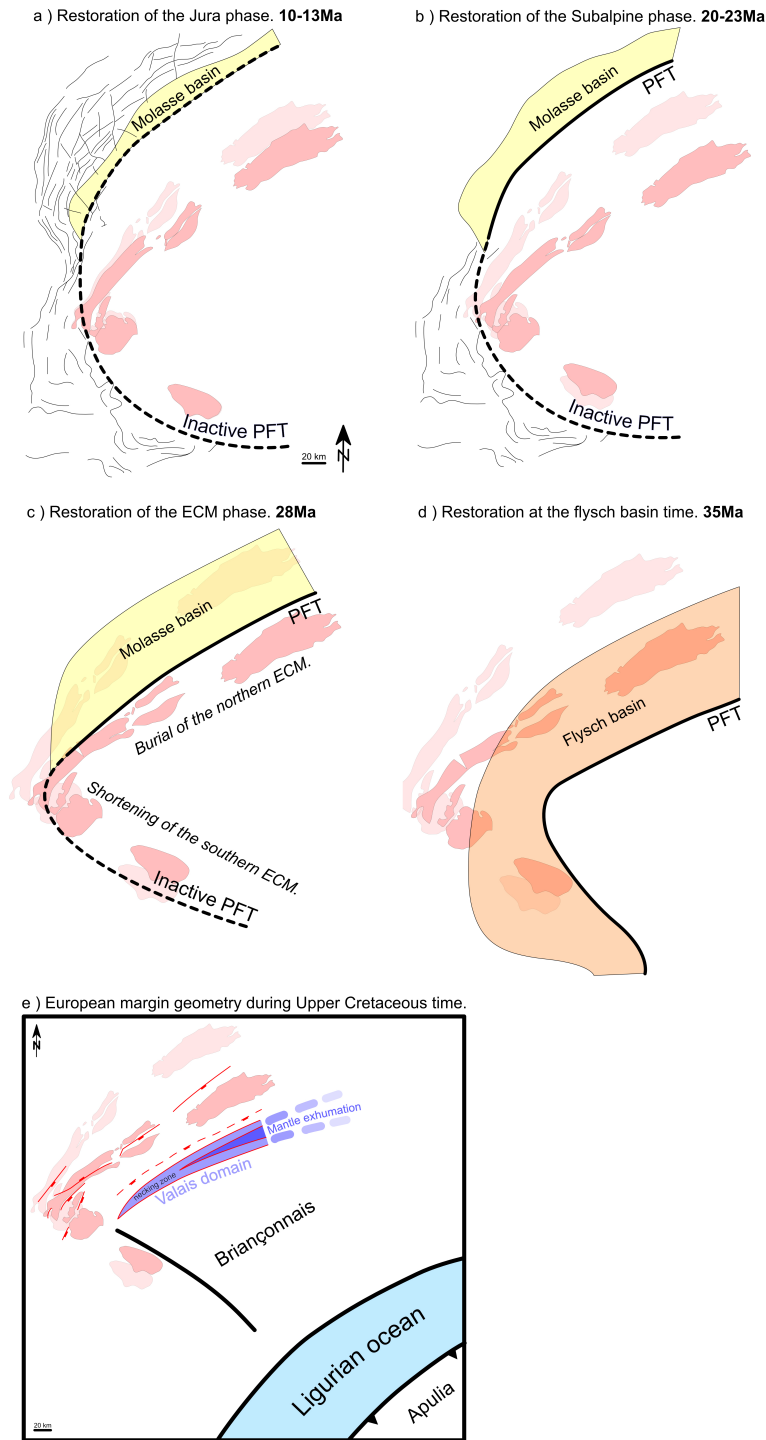 a ) Restoration of the Jura phase. 10-13Ma
Molasse basin
Inactive PFT
20 km
N
b ) Restoration of the Subalpine phase. 20-23Ma
Molasse basin
PFT
Inactive PFT
c ) Restoration of the ECM phase. 28Ma
Molasse basin
PFT
Burial of the northern ECM.
Shortening of the southern ECM.
Inactive PFT
d ) Restoration at the flysch basin time. 35Ma
Flysch basin
PFT
e ) European margin geometry during Upper Cretaceous time.
N
Mantle exhumation
necking zone
Valais domain
Briançonnais
Ligurian ocean
Apulia
20 km